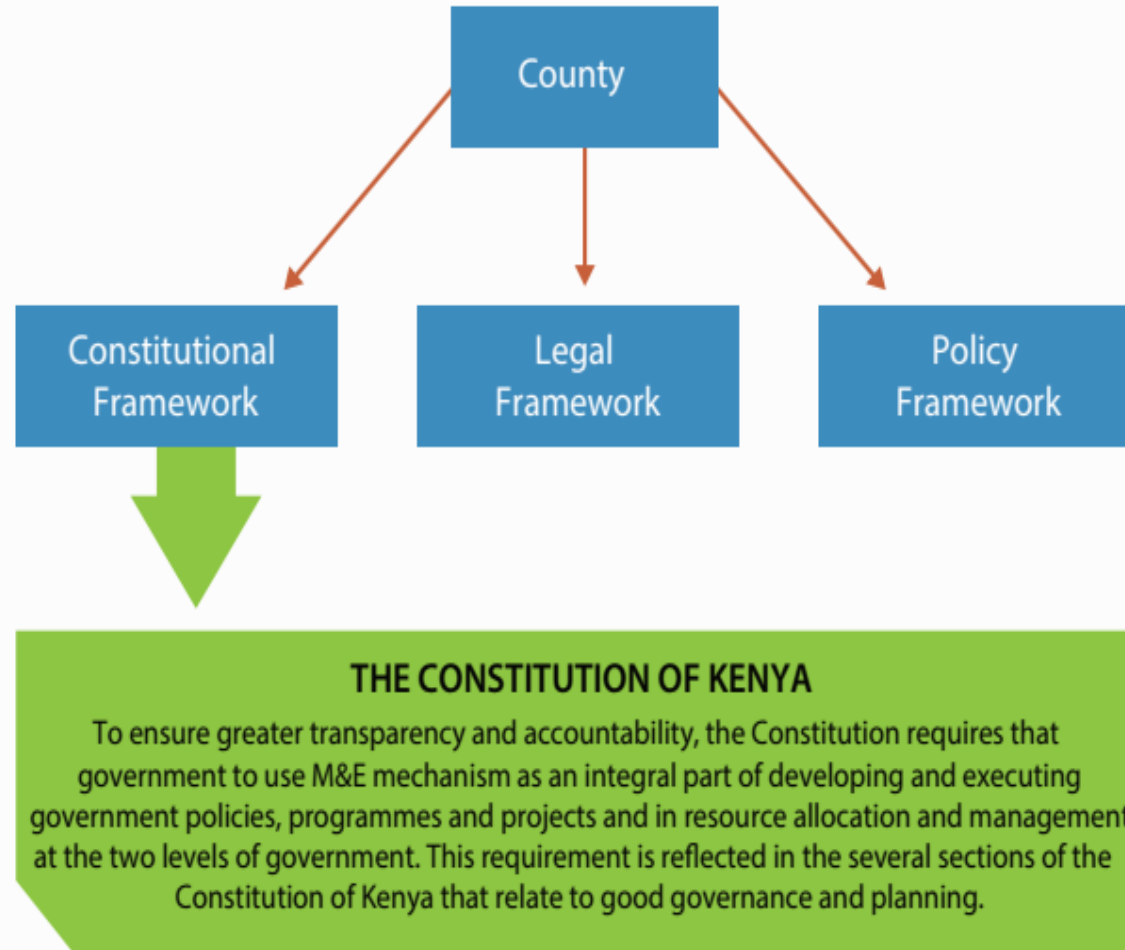 County
Constitutional
Framework
Legal
Framework
Policy
Framework
THE CONSTITUTION OF KENYA
To ensure greater transparency and accountability, the Constitution requires that
government to use M&E mechanism as an integral part of developing and executing
government policies, programmes and projects and in resource allocation and management
at the two levels of government. This requirement is reflected in the several sections of the
Constitution of Kenya that relate to good governance and planning.